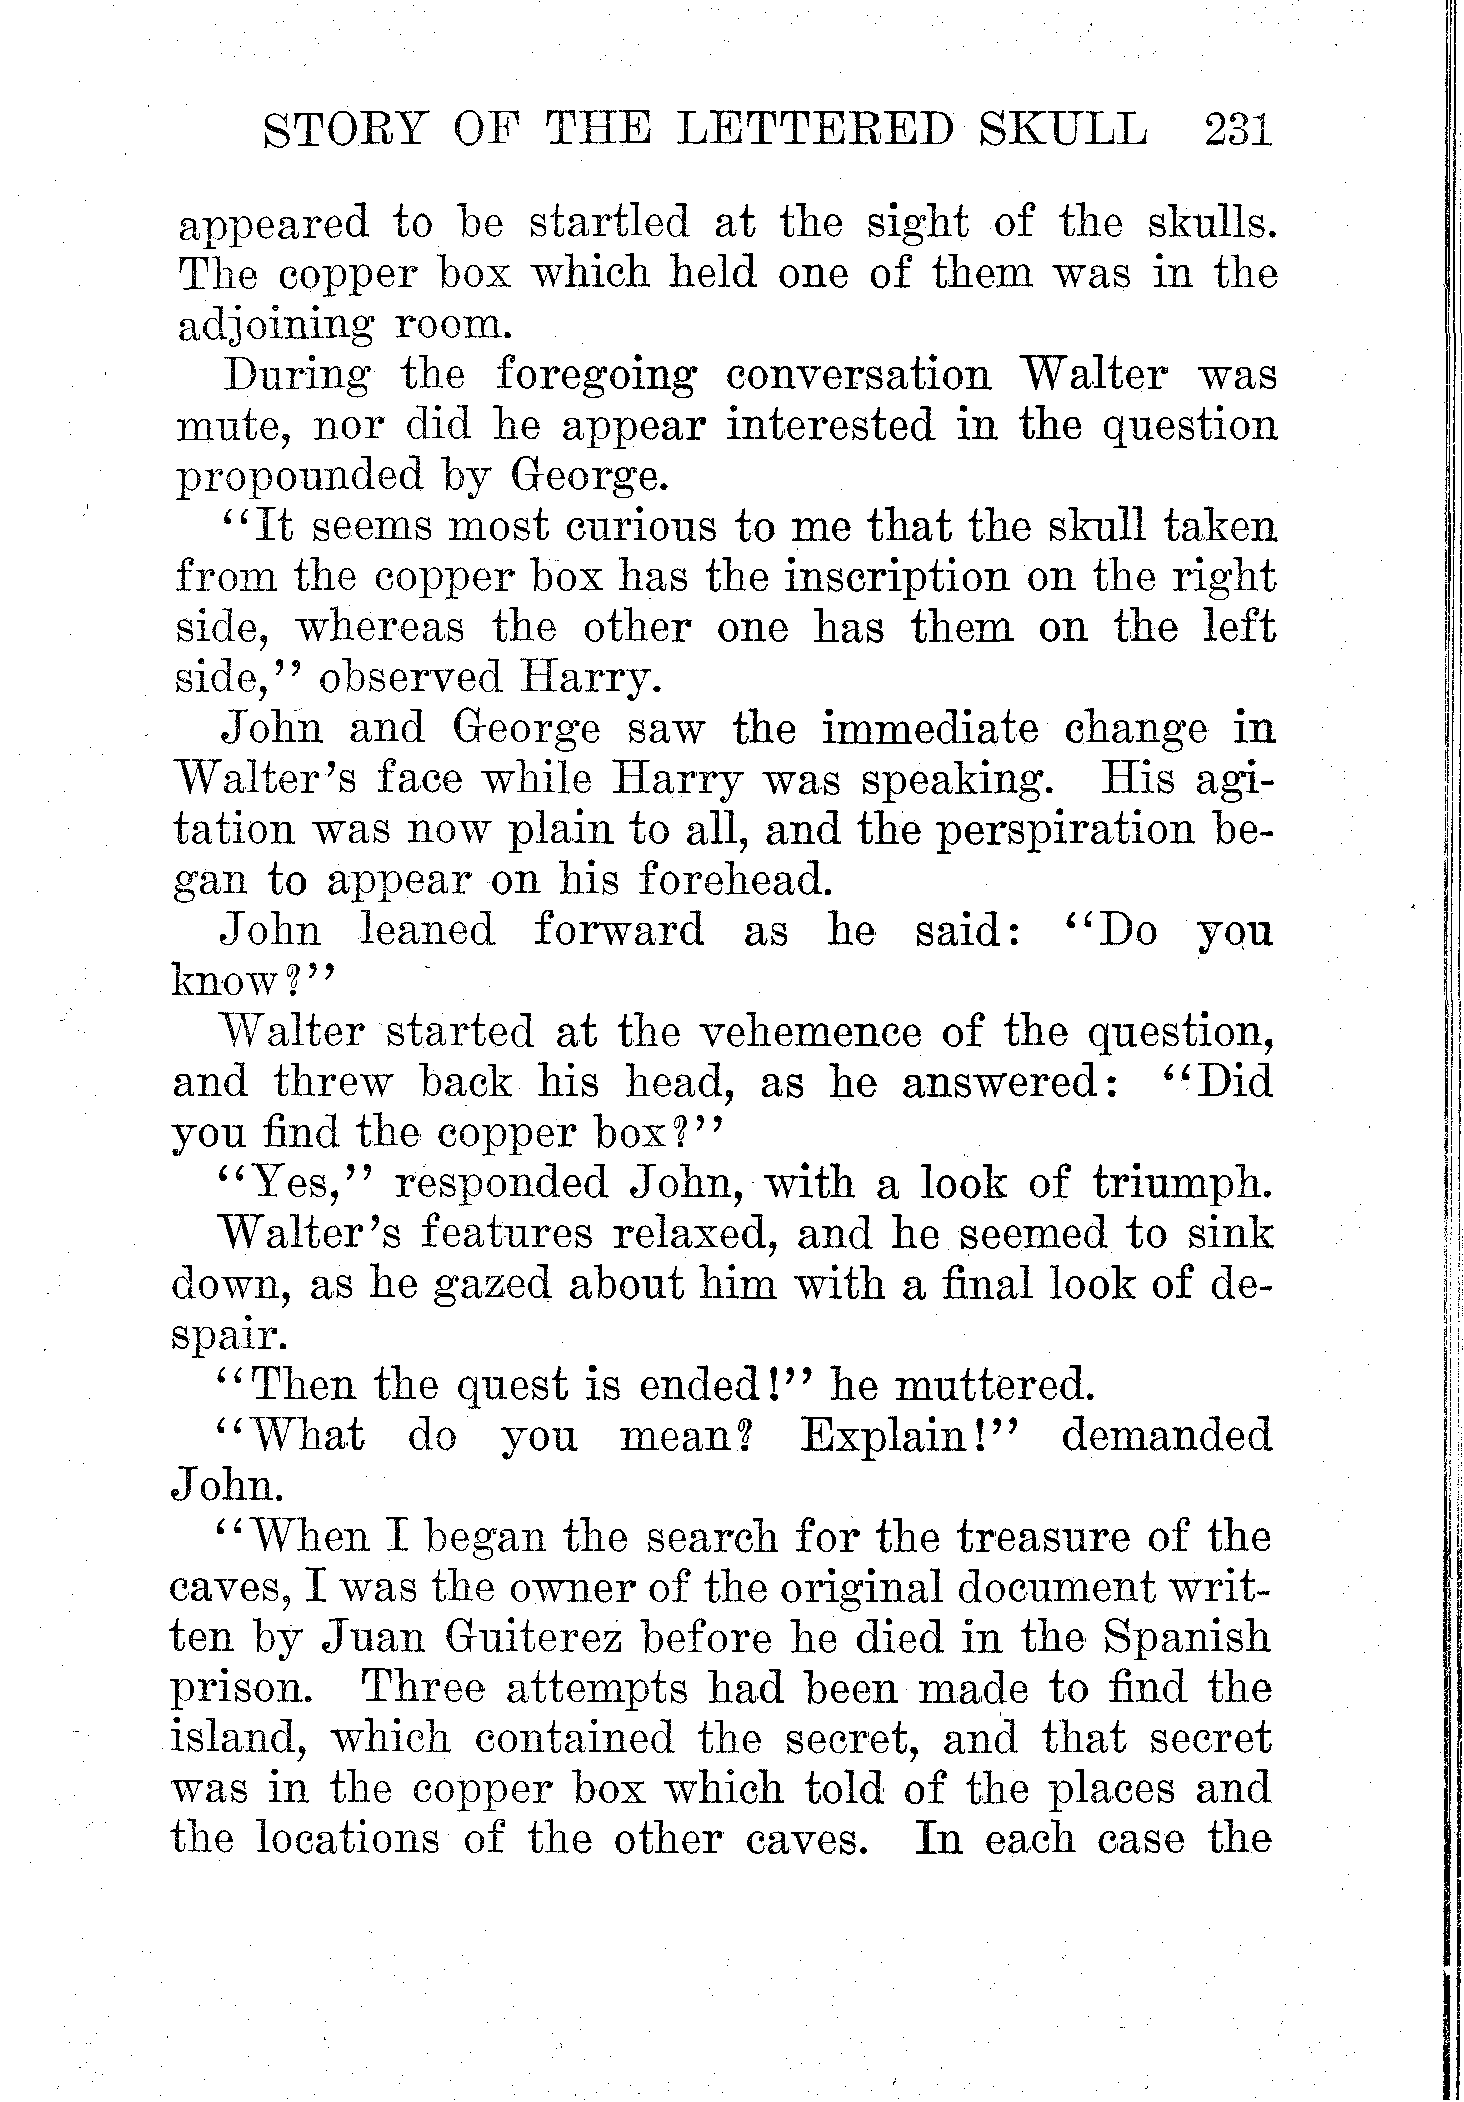 STORY OF THE LETTERED SKULL 231
appeared to be startled at the sight of the skulls.
The copper box which held one of them was in the
adjoining room.
During the foregoing conversation Walter was
mute, nor did he appear interested in the question
propounded by George.
“It seems most curious to me that the skull taken
from the copper box has the inscription on the right
side, whereas the other one has them on the left
side,” observed Harry.
John and George saw the immediate change in
Walter’s face while Harry was speaking. His agi-
tation was now plain to all, and the perspiration be-
gan to appear on his forehead.
John leaned forward as he said: “Do you
know?”
Walter started at the vehemence of the question,
and threw back his head, as he answered: “Did
you find the copper box?”
“Yes,” responded John, with a look of triumph.
Walter’s features relaxed, and he seemed to sink
down, as he gazed about him with a final look of de-
spair.
“Then the quest is ended!” he muttered.
“What do you mean? Explain!” demanded
John.
“When I began the search for the treasure of the
caves, I was the owner of the original document writ-
ten by Juan Guiterez before he died in the Spanish
prison. Three attempts had been made to find the
island, which contained the secret, and that secret
was in the copper box which told of the places and
the locations of the other caves. In each case the